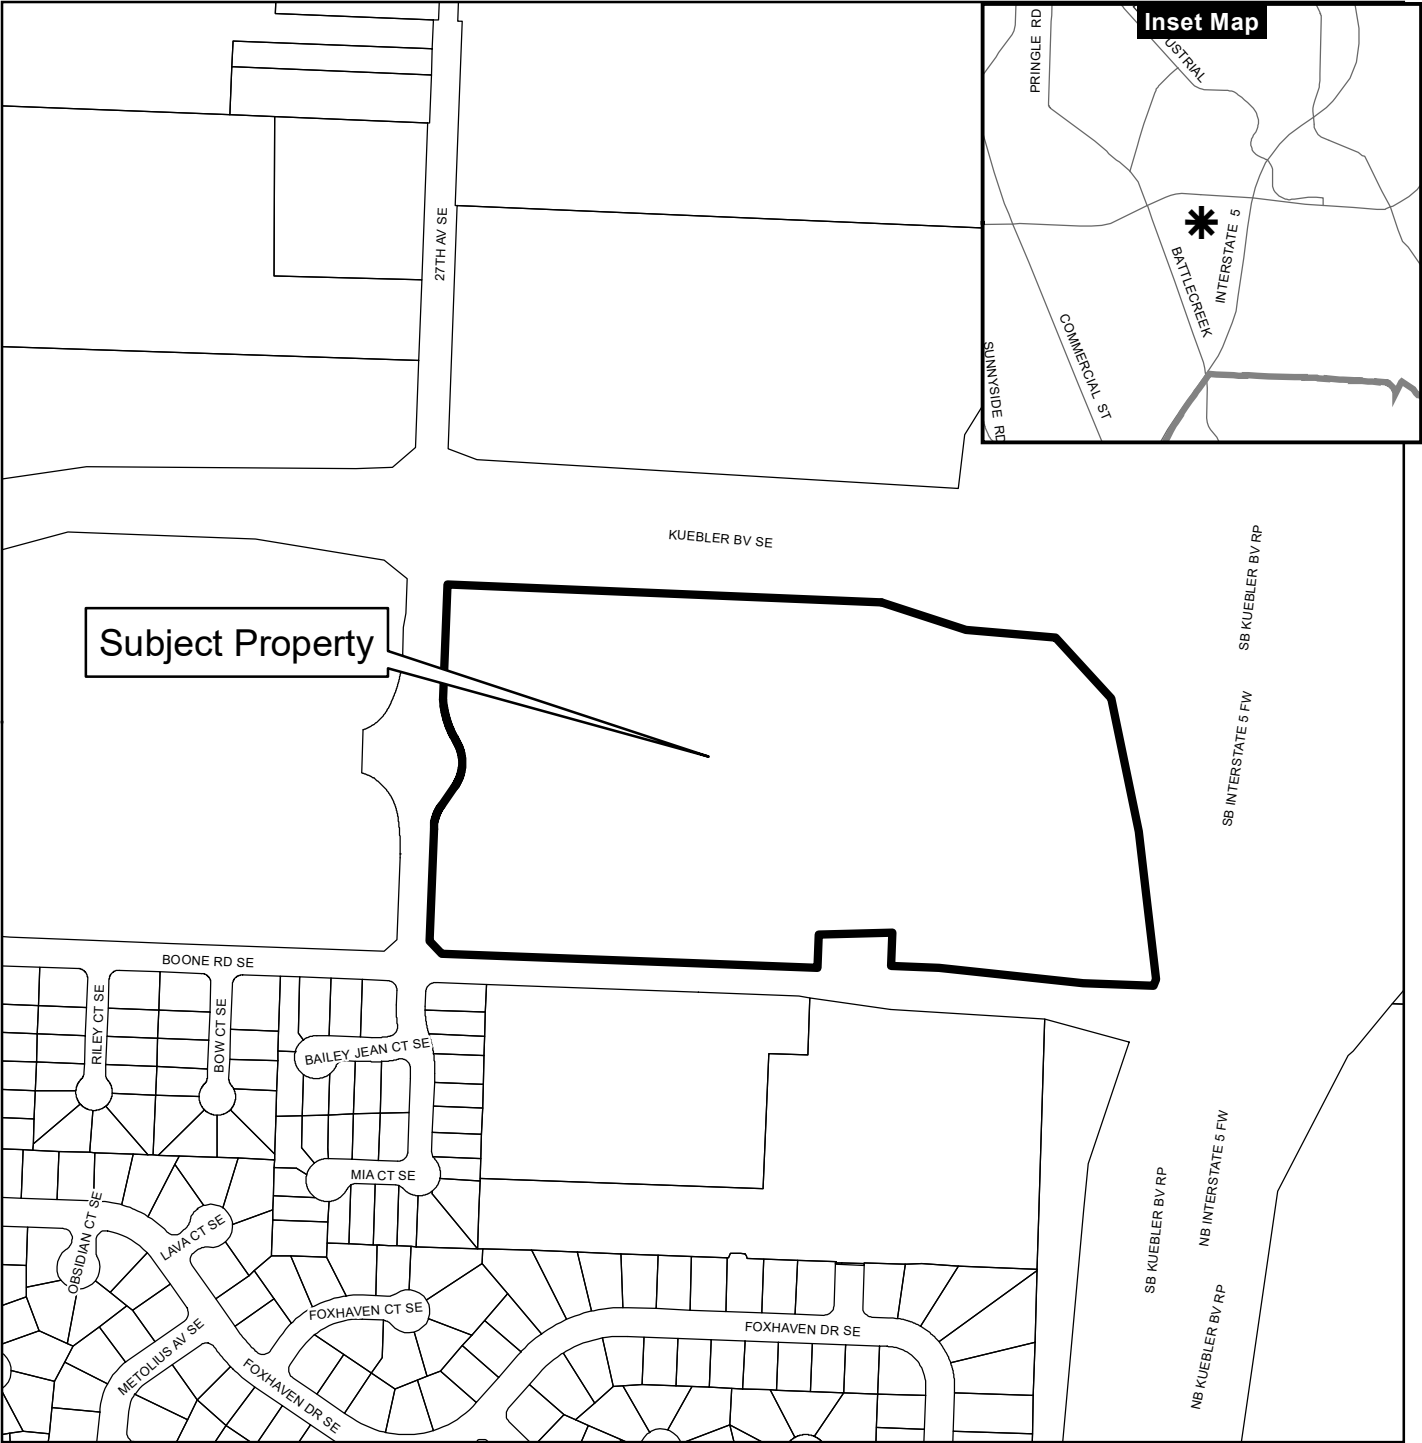 Inset Map
PRINGLE RD
USTRIAL
INTERSTATE 5
BATTLECREEK
COMMERCIAL ST
SUNNYSIDE RD
27TH AV SE
KUEBLER BV SE
SB KUEBLER BV RP
Subject Property
SB INTERSTATE 5 FW
BOONE RD SE
RILEY CT SE
BOW CT SE
BAILEY JEAN CT SE
MIA CT SE
OBSIDIAN CT SE
LAVA CT SE
SB KUEBLER BV RP
NB INTERSTATE 5 FW
FOXHAVEN CT SE
FOXHAVEN DR SE
METOLIUS AV SE
FOXHAVEN DR SE
NB KUEBLER BV RP